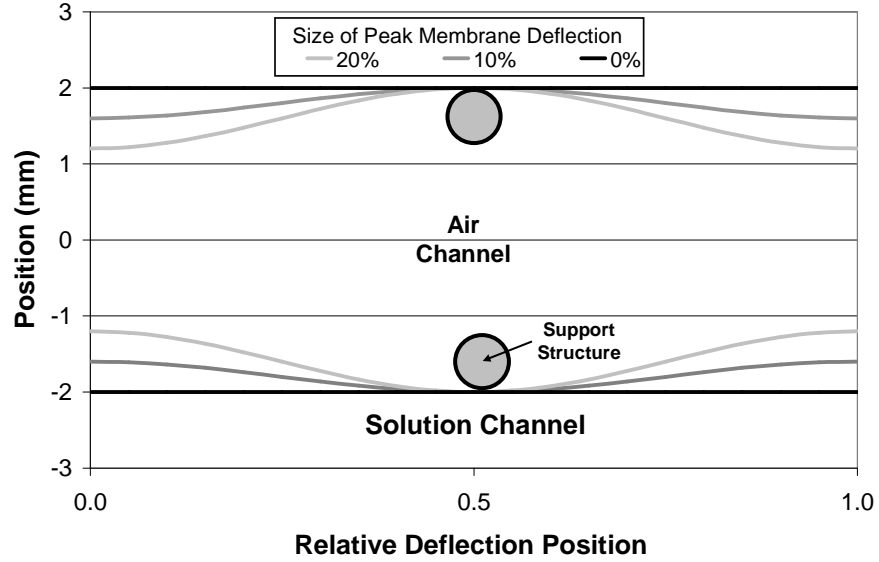 3
Size of Peak Membrane Deflection
20% 10% 0%
2
1
Air
Channel
0
Position (mm)
-1
Support
Structure
-2
Solution Channel
-3
0.0 0.5 1.0
Relative Deflection Position